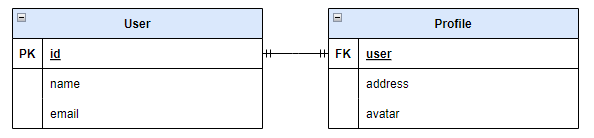 User
PK id
name
email
Profile
FK user
address
avatar